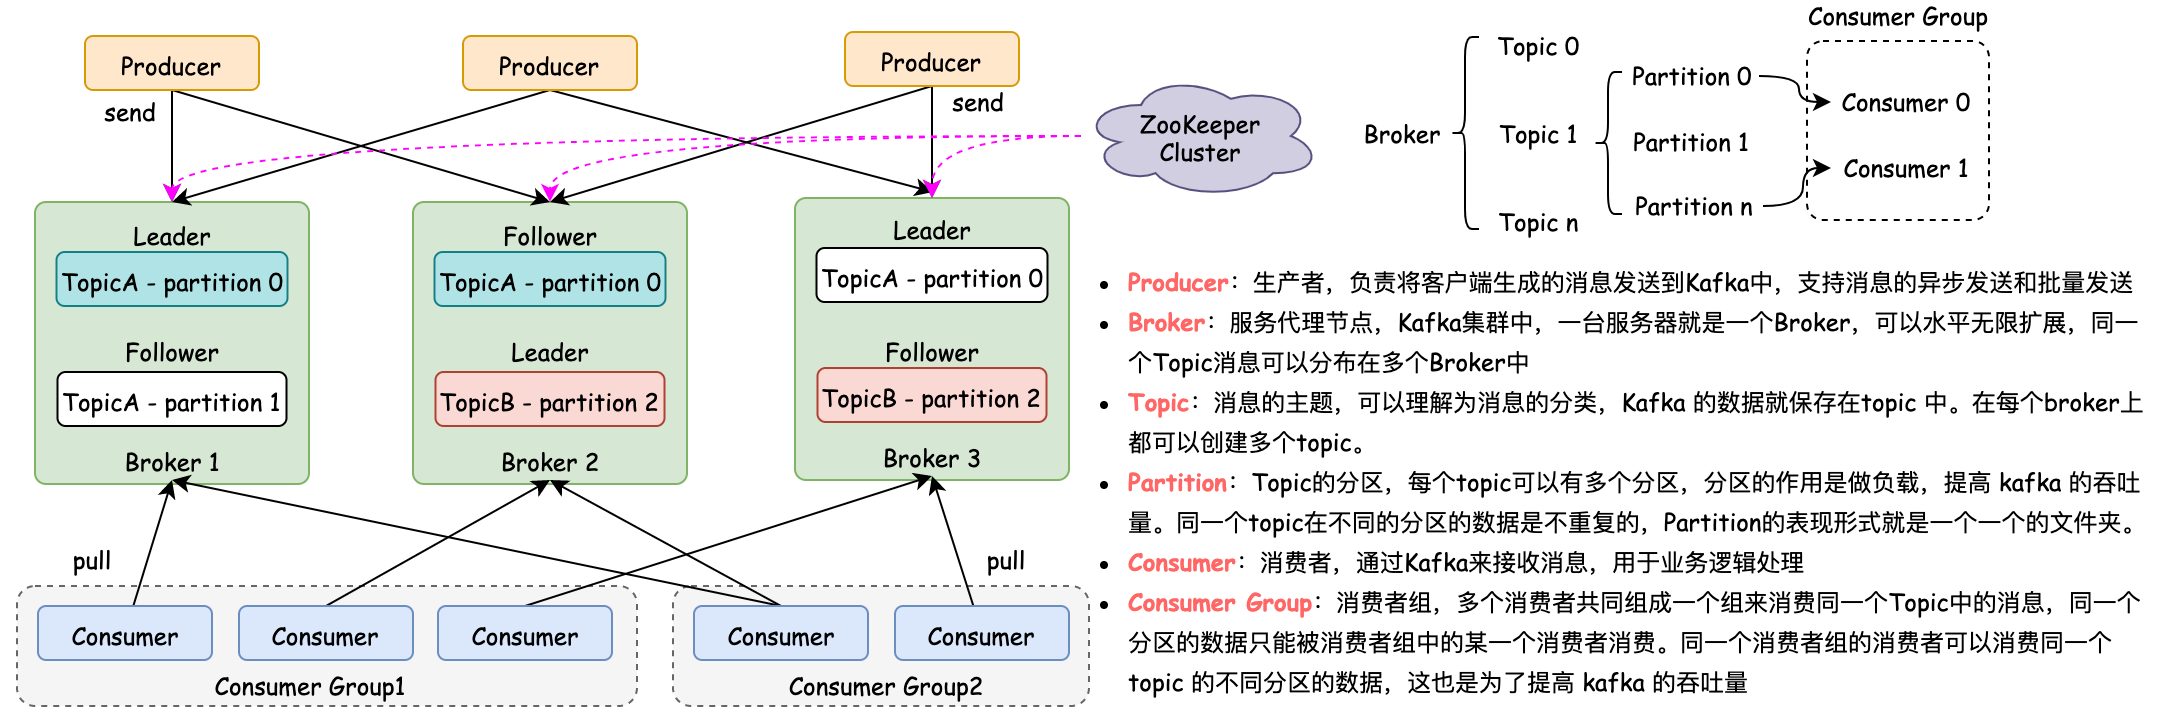 Producer
Producer
Producer
send
send
ZooKeeper
Cluster
Leader
TopicA - partition 0
Follower
TopicA - partition 1
Broker 1
Follower
TopicA - partition 0
Leader
TopicB - partition 2
Broker 2
Leader
TopicA - partition 0
Follower
TopicB - partition 2
Broker 3
pull
pull
Consumer
Consumer
Consumer
Consumer Group1
Consumer
Consumer
Consumer Group2
Consumer Group
Broker
Topic 0
Topic 1
Topic n
Partition 0
Partition 1
Partition n
Consumer 0
Consumer 1
• Producer：生产者，负责将客户端生成的消息发送到Kafka中，支持消息的异步发送和批量发送
• Broker：服务代理节点，Kafka集群中，一台服务器就是一个Broker，可以水平无限扩展，同一
个Topic消息可以分布在多个Broker中
• Topic：消息的主题，可以理解为消息的分类，Kafka 的数据就保存在topic 中。在每个broker上
都可以创建多个topic。
• Partition：Topic的分区，每个topic可以有多个分区，分区的作用是做负载，提高 kafka 的吞吐
量。同一个topic在不同的分区的数据是不重复的，Partition的表现形式就是一个一个的文件夹。
• Consumer：消费者，通过Kafka来接收消息，用于业务逻辑处理
• Consumer Group：消费者组，多个消费者共同组成一个组来消费同一个Topic中的消息，同一个
分区的数据只能被消费者组中的某一个消费者消费。同一个消费者组的消费者可以消费同一个
topic 的不同分区的数据，这也是为了提高 kafka 的吞吐量